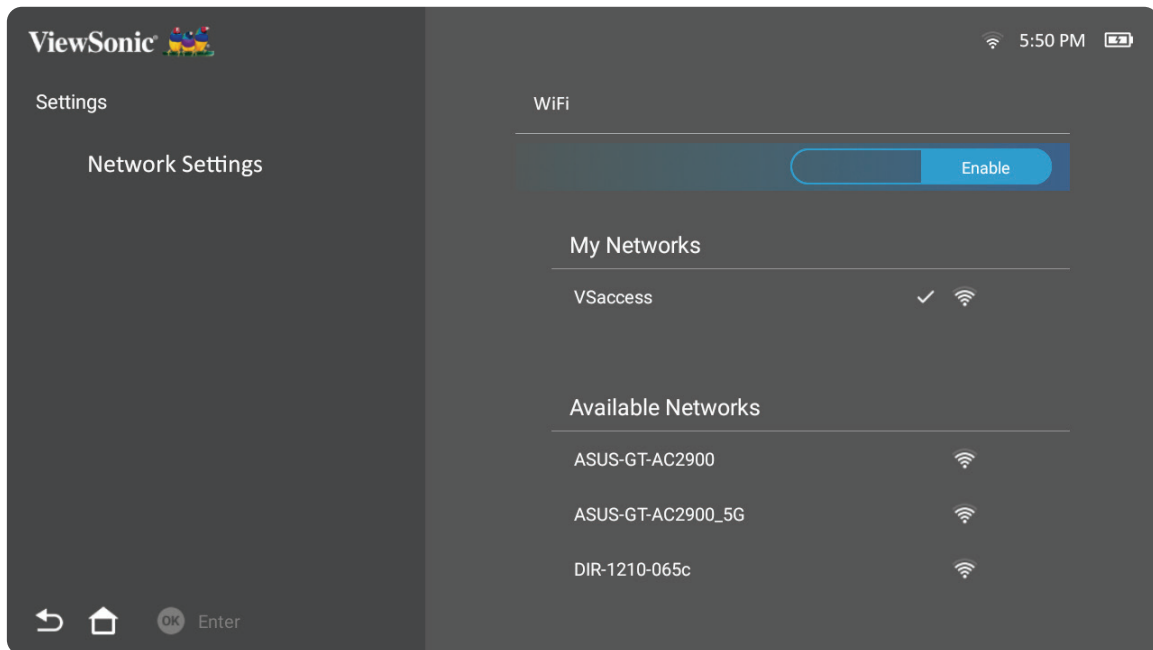 ViewSonic®
5:50 PM
Settings
Network Settings
WiFi
Enable
My Networks
VSaccess
Available Networks
ASUS-GT-AC2900
ASUS-GT-AC2900_5G
DIR-1210-065c
OK Enter